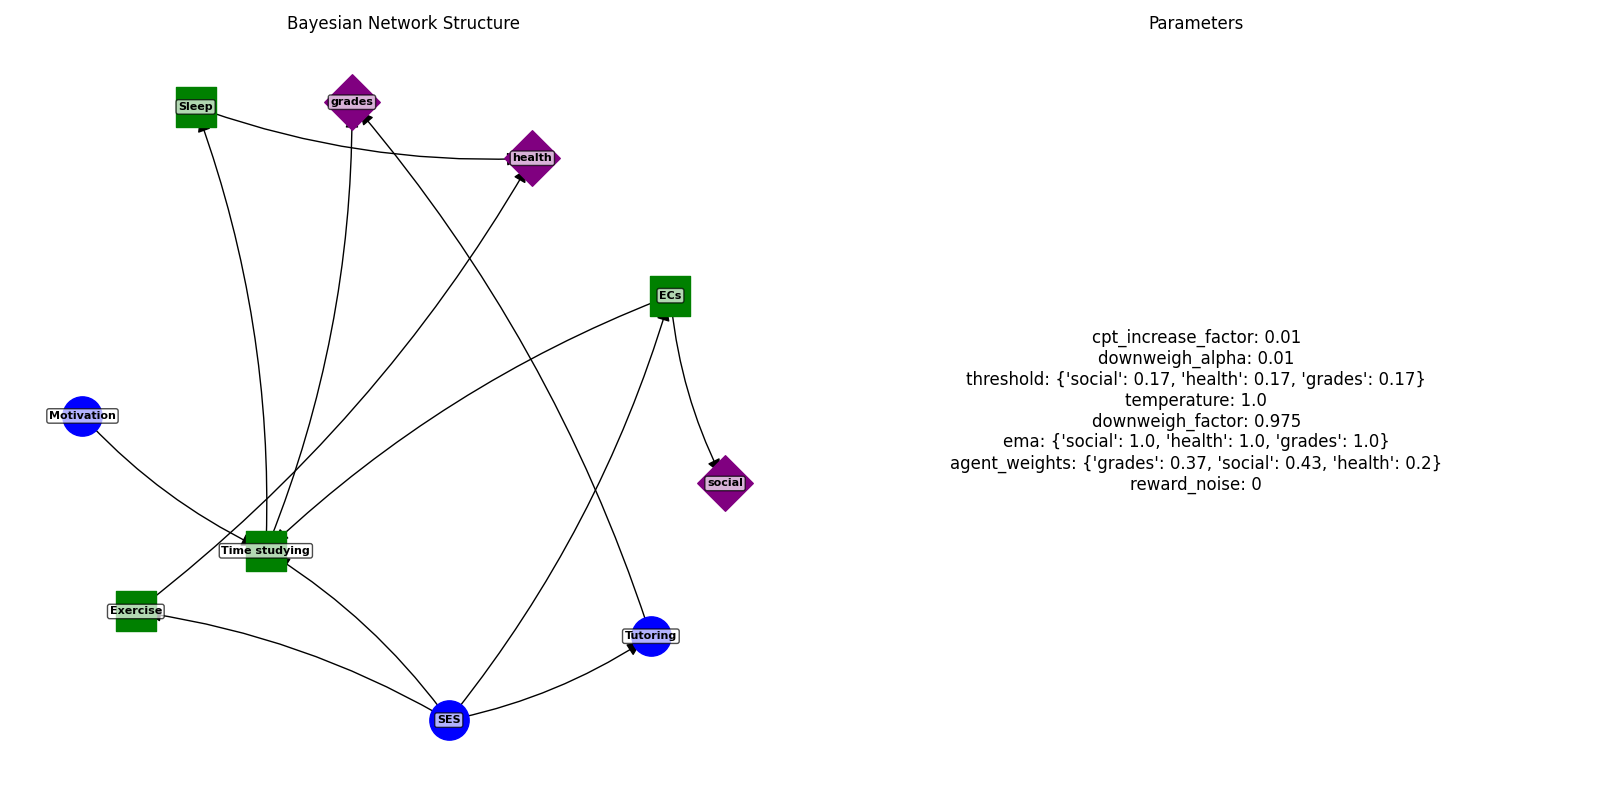 Bayesian Network Structure
Parameters
Sleep
grades
health
ECs
Motivation
social
Time studying
Exercise
Tutoring
SES
cpt_increase_factor: 0.01
downweigh_alpha: 0.01
threshold: {'social': 0.17, 'health': 0.17, 'grades': 0.17}
temperature: 1.0
downweigh_factor: 0.975
ema: {'social': 1.0, 'health': 1.0, 'grades': 1.0}
agent_weights: {'grades': 0.37, 'social': 0.43, 'health': 0.2}
reward_noise: 0